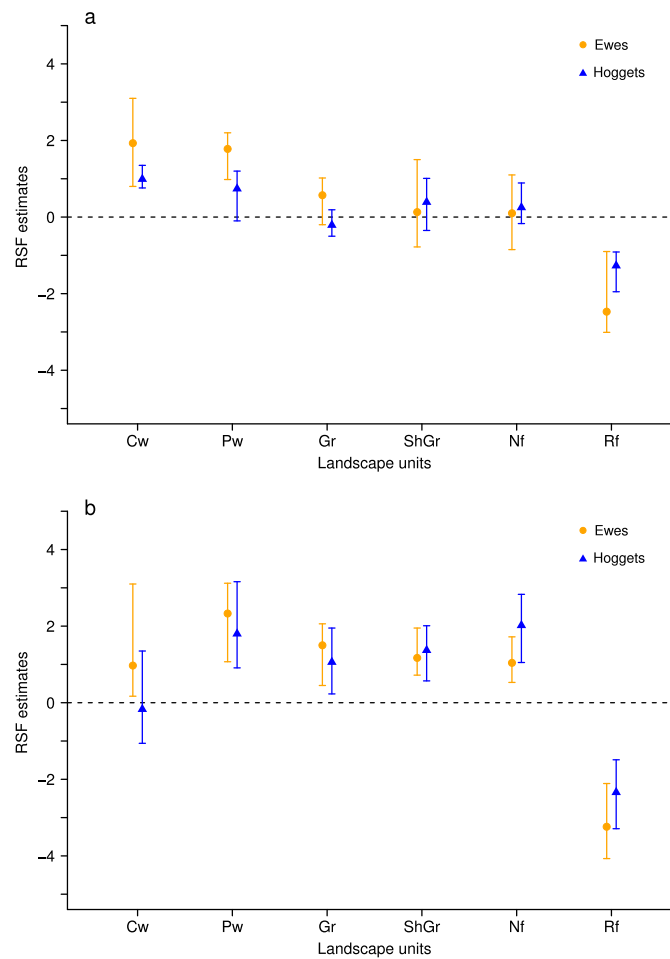 a
Ewes
Hoggets
4
2
0
−2
−4
RSF estimates
Cw Pw Gr ShGr Nf Rf
Landscape units
b
Ewes
Hoggets
4
2
0
−2
−4
RSF estimates
Cw Pw Gr ShGr Nf Rf
Landscape units